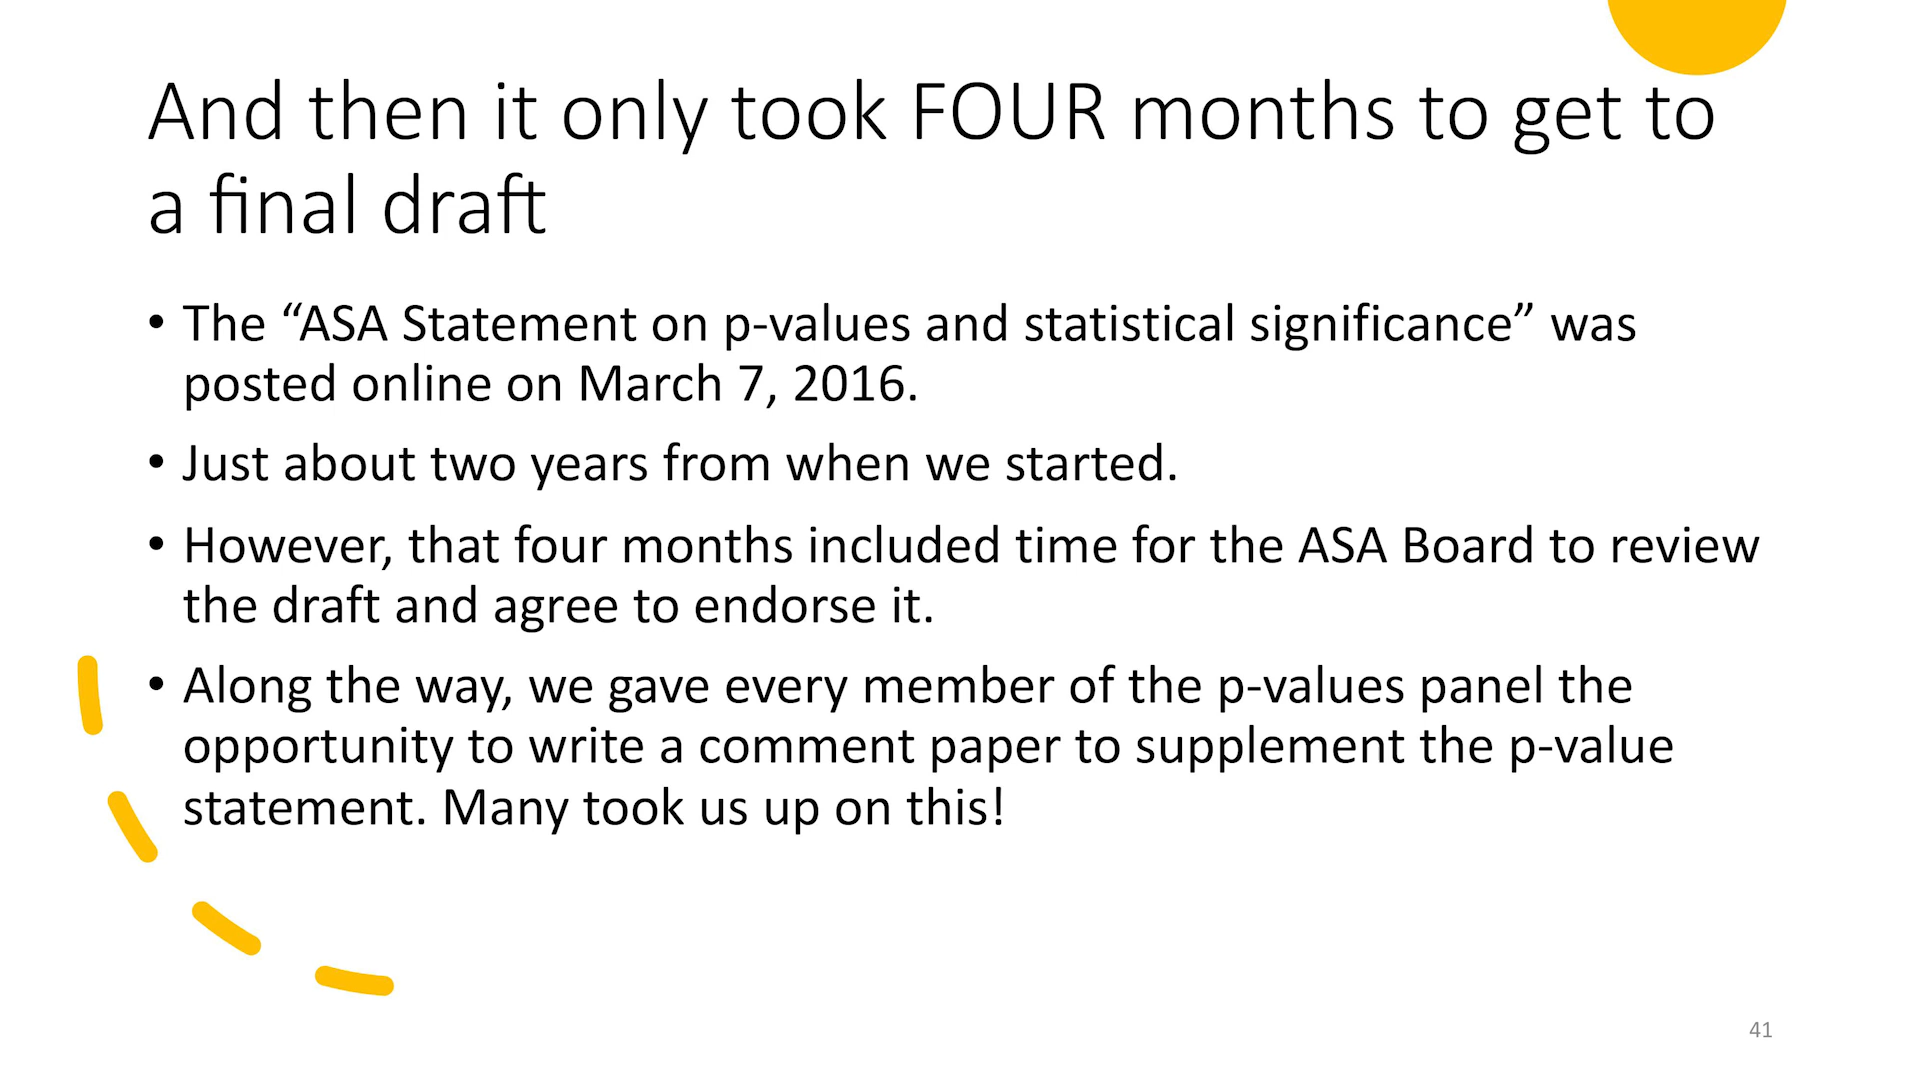 And then it only took FOUR months to get to
a final draft
• The “ASA Statement on p-values and statistical significance” was
posted online on March 7, 2016.
• Just about two years from when we started.
• However, that four months included time for the ASA Board to review
the draft and agree to endorse it.
• Along the way, we gave every member of the p-values panel the
opportunity to write a comment paper to supplement the p-value
statement. Many took us up on this!
41